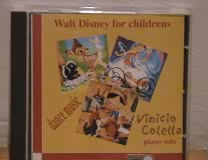 Walt Disney for childrens
dance music
Vinicio
Colella
piano solo